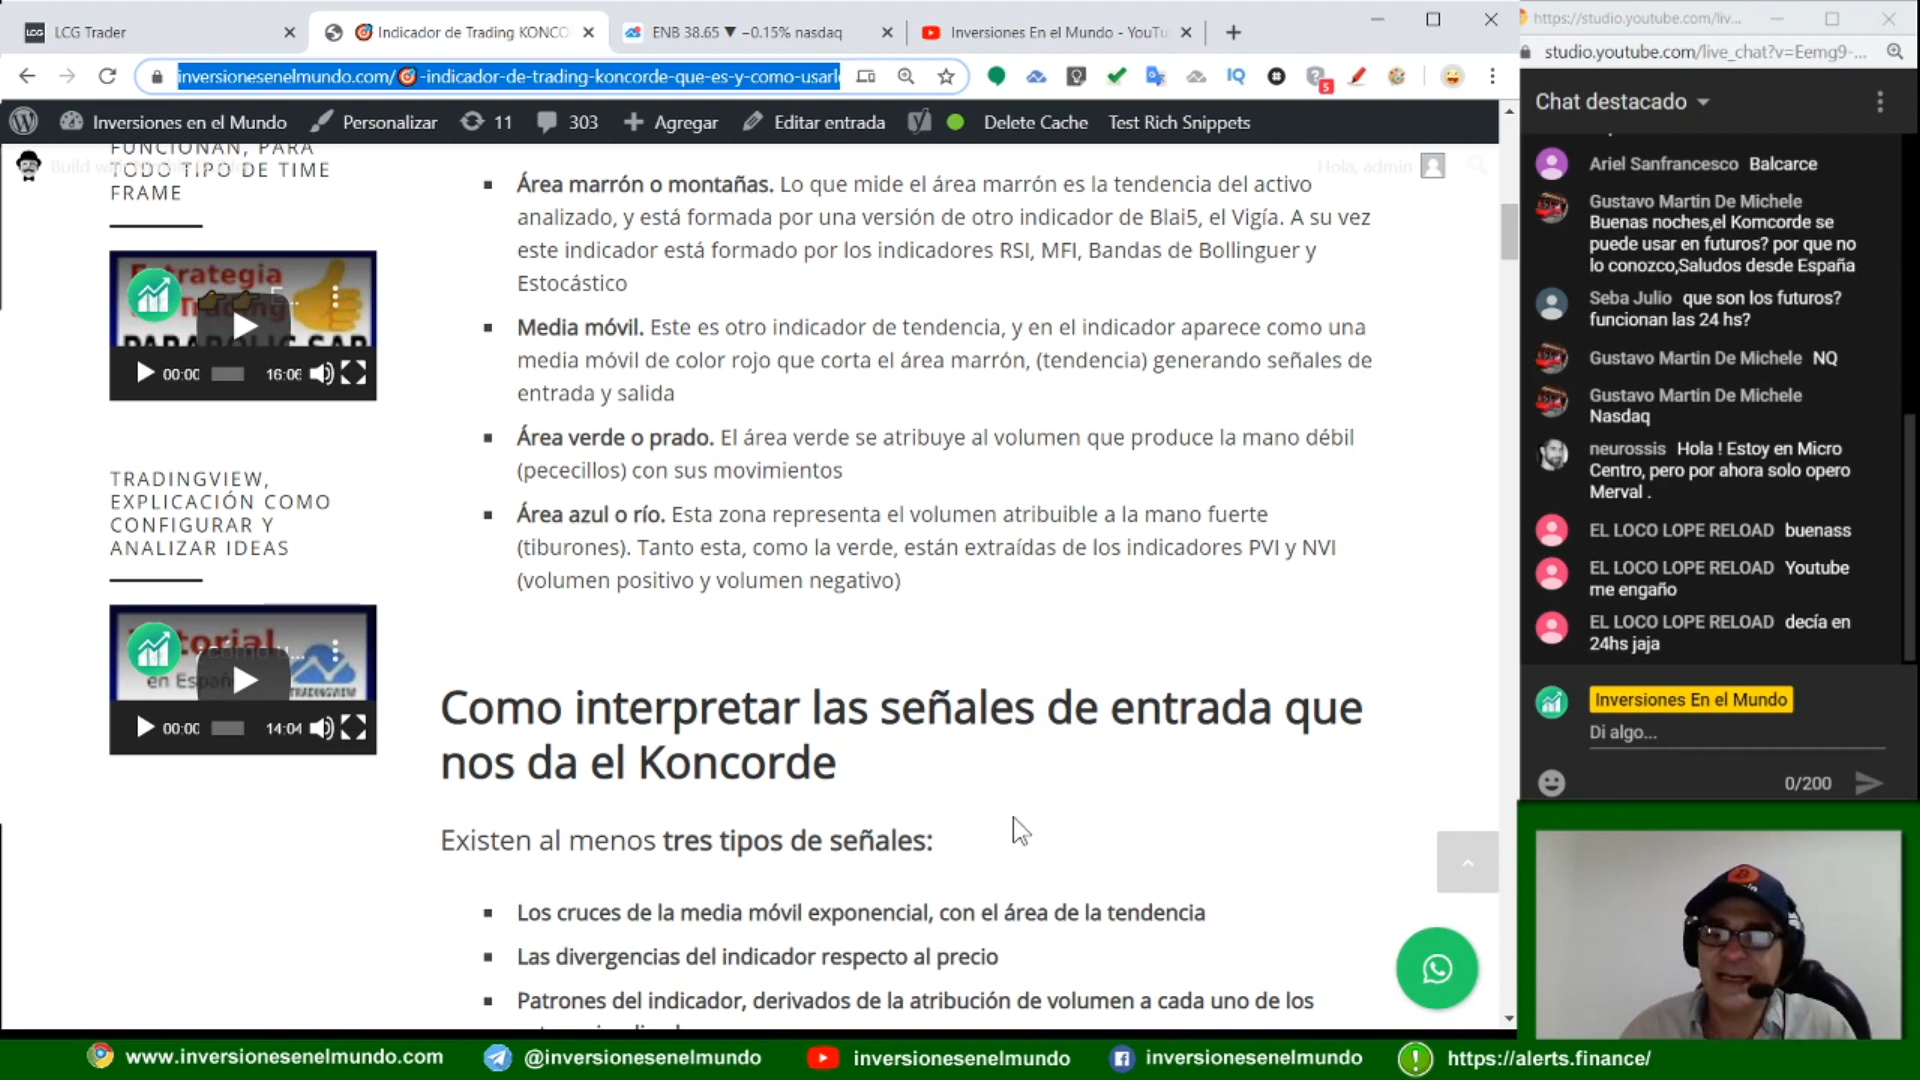 LCG LCG Trader
Indicador de Trading KONCO
ENB 38.65 ▼ −0.15% nasdaq
Inversiones En el Mundo - YouTu
inversionesenelmundo.com/🎯-indicador-de-trading-koncorde-que-es-y-como-usarl
IQ
5
Inversiones en el Mundo
Personalizar
11
303
Agregar
Editar entrada
Delete Cache
Test Rich Snippets
Hola, admin
FUNCIONAN, PARA
TODO TIPO DE TIME
FRAME
Estrategia
00:00 16:06
TRADINGVIEW,
EXPLICACIÓN COMO
CONFIGURAR Y
ANALIZAR IDEAS
en Esp
TRADINGVIEW
00:00 14:04
▪ Área marrón o montañas. Lo que mide el área marrón es la tendencia del activo
analizado, y está formada por una versión de otro indicador de Blai5, el Vigía. A su vez
este indicador está formado por los indicadores RSI, MFI, Bandas de Bollinguer y
Estocástico
▪ Media móvil. Este es otro indicador de tendencia, y en el indicador aparece como una
media móvil de color rojo que corta el área marrón, (tendencia) generando señales de
entrada y salida
▪ Área verde o prado. El área verde se atribuye al volumen que produce la mano débil
(pececillos) con sus movimientos
▪ Área azul o río. Esta zona representa el volumen atribuible a la mano fuerte
(tiburones). Tanto esta, como la verde, están extraídas de los indicadores PVI y NVI
(volumen positivo y volumen negativo)
Como interpretar las señales de entrada que
nos da el Koncorde
Existen al menos tres tipos de señales:
▪ Los cruces de la media móvil exponencial, con el área de la tendencia
▪ Las divergencias del indicador respecto al precio
▪ Patrones del indicador, derivados de la atribución de volumen a cada uno de los
https://studio.youtube.com/liv...
studio.youtube.com/live_chat?v=Eemg9-...
Chat destacado
Ariel Sanfrancesco Balcarce
Gustavo Martin De Michele
Buenas noches,el Komcorde se
puede usar en futuros? por que no
lo conozco,Saludos desde España
Seba Julio que son los futuros?
funcionan las 24 hs?
Gustavo Martin De Michele NQ
Gustavo Martin De Michele
Nasdaq
neurossis Hola ! Estoy en Micro
Centro, pero por ahora solo opero
Merval .
EL LOCO LOPE RELOAD buenass
EL LOCO LOPE RELOAD Youtube
me engaño
EL LOCO LOPE RELOAD decía en
24hs jaja
Inversiones En el Mundo
Di algo...
0/200
www.inversionesenelmundo.com
@inversionesenelmundo
inversionesenelmundo
inversionesenelmundo
https://alerts.finance/